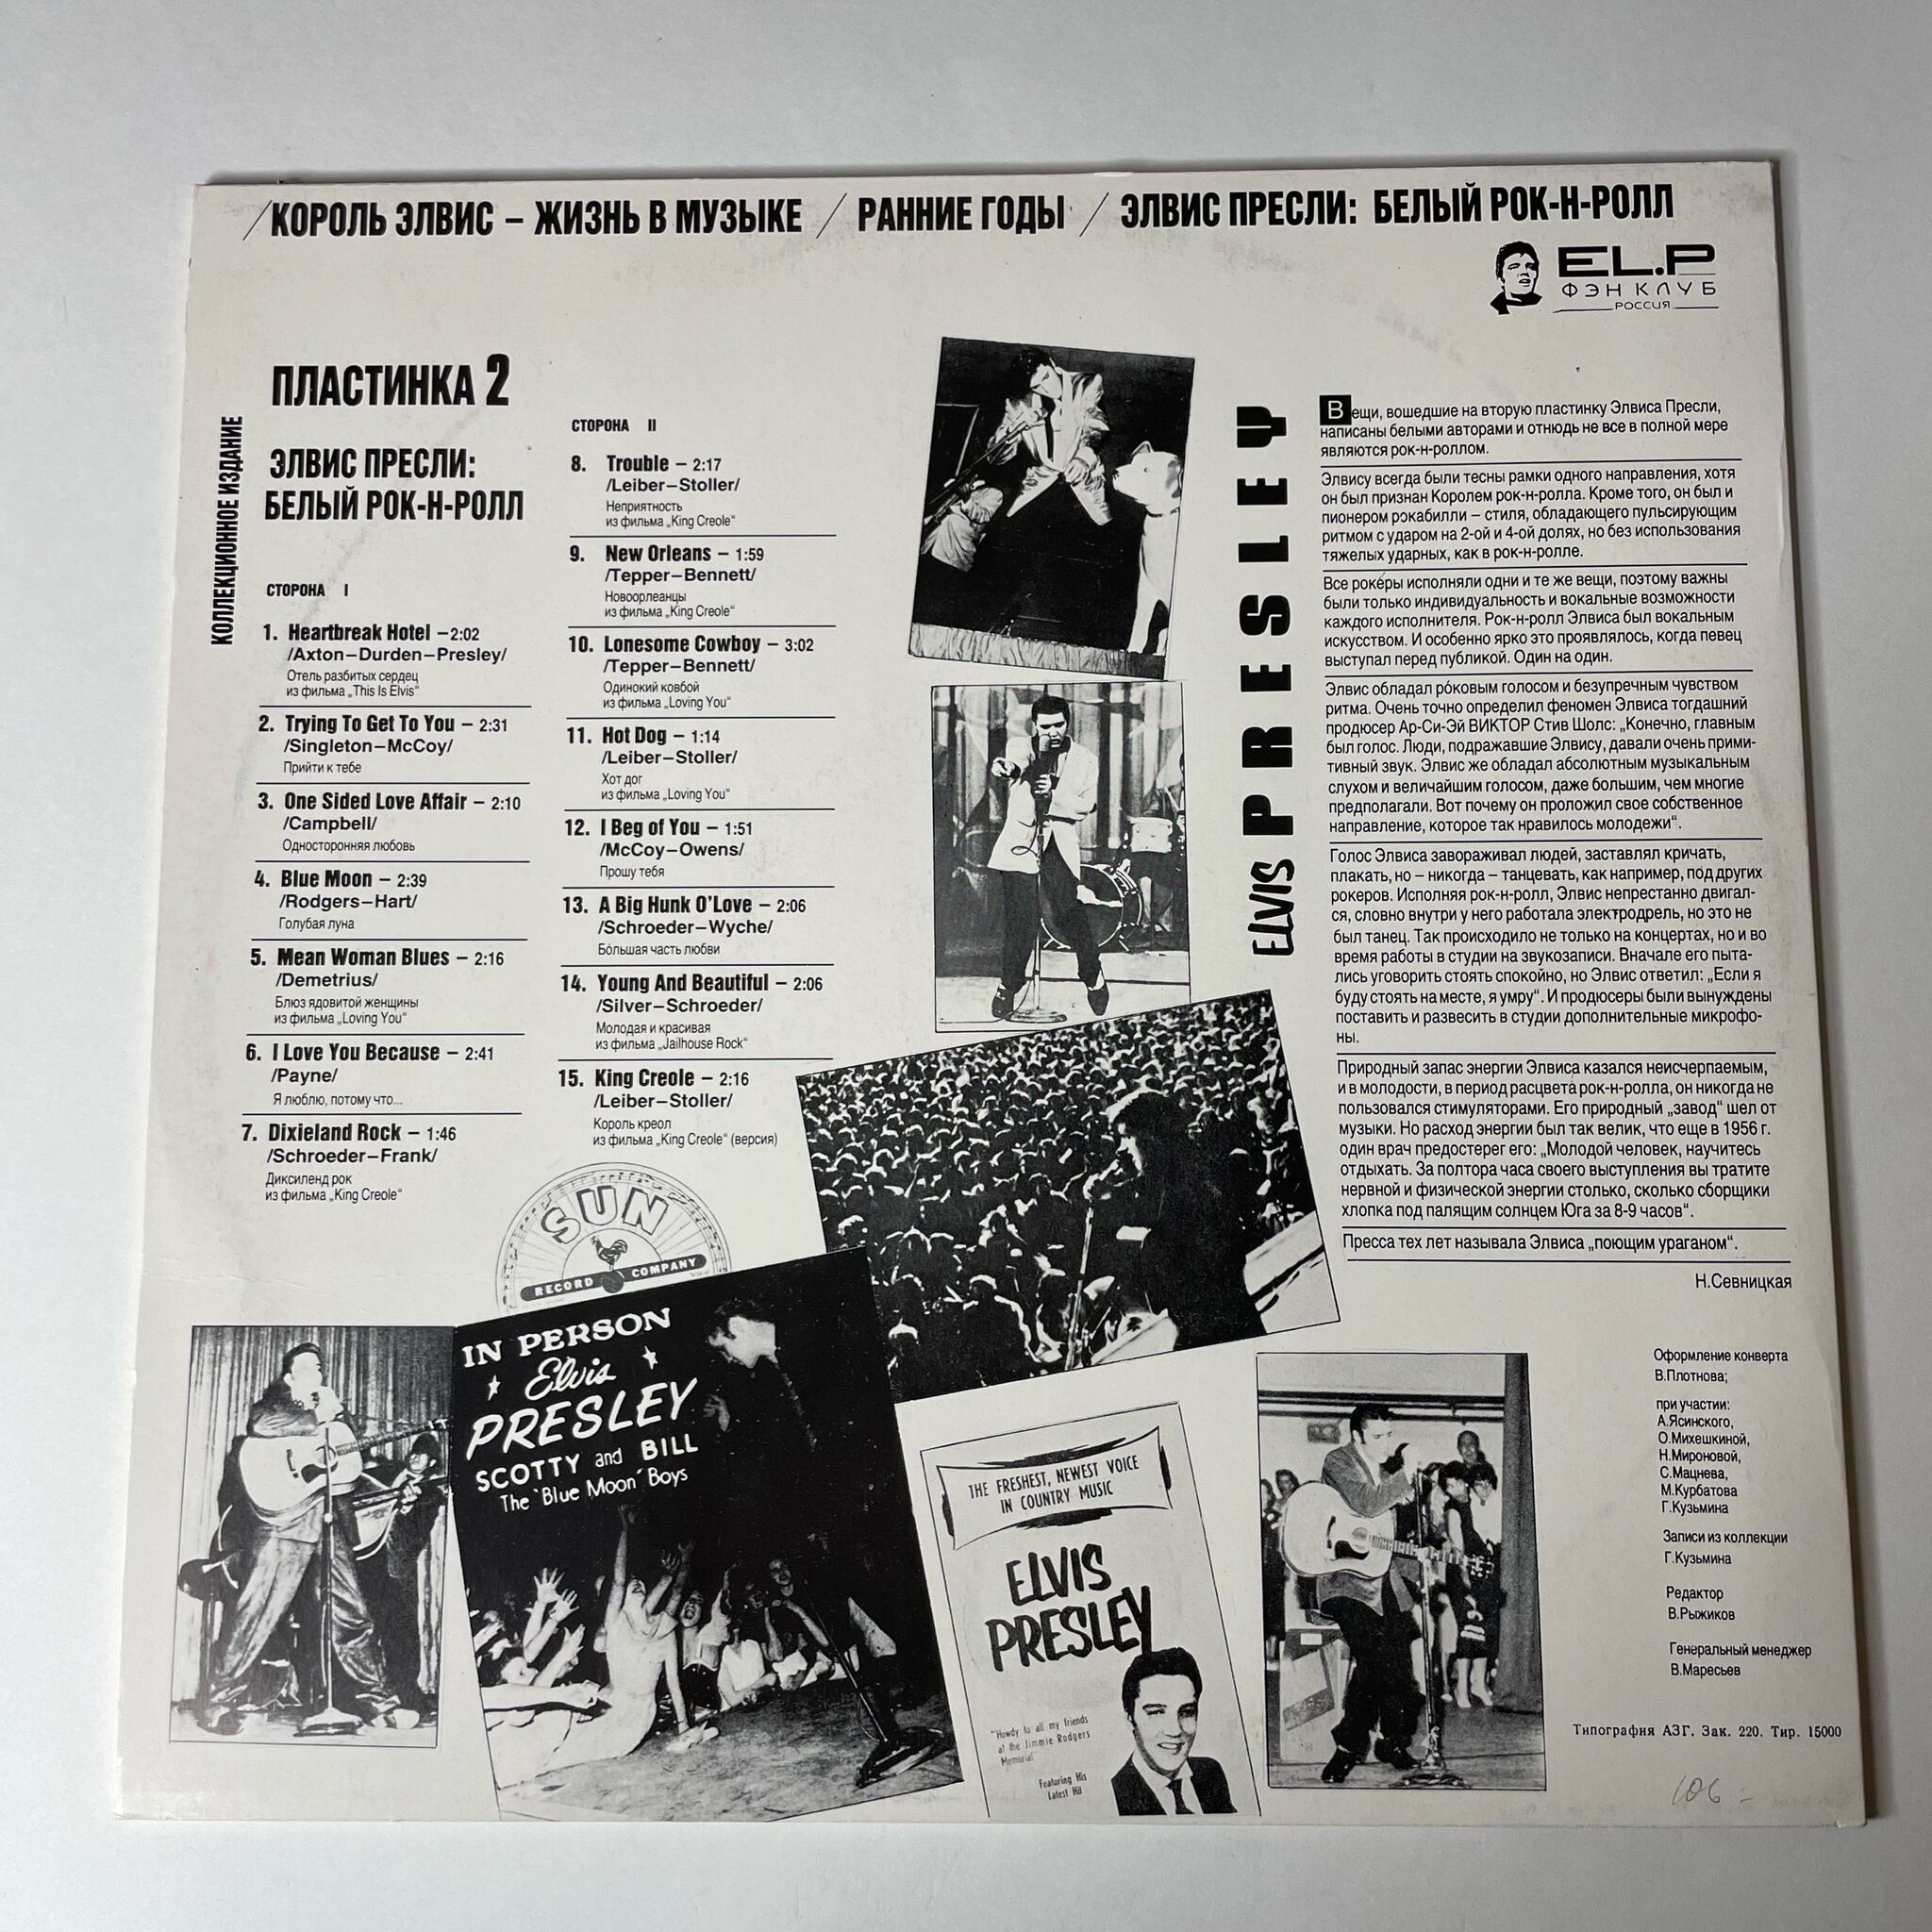 /КОРОЛЬ ЭЛВИС – ЖИЗНЬ В МУЗЫКЕ / РАННИЕ ГОДЫ / ЭЛВИС ПРЕСЛИ: БЕЛЫЙ РОК-Н-РОЛЛ
EL.P
ФЭН КЛУБ
РОССИЯ
КОЛЛЕКЦИОННОЕ ИЗДАНИЕ
ПЛАСТИНКА 2
ЭЛВИС ПРЕСЛИ:
БЕЛЫЙ РОК-Н-РОЛЛ
СТОРОНА I
1. Heartbreak Hotel – 2:02
/Axton–Durden–Presley/
Отель разбитых сердец
из фильма „This Is Elvis“
2. Trying To Get To You – 2:31
/Singleton–McCoy/
Прийти к тебе
3. One Sided Love Affair – 2:10
/Campbell/
Односторонняя любовь
4. Blue Moon – 2:39
/Rodgers–Hart/
Голубая луна
5. Mean Woman Blues – 2:16
/Demetrius/
Блюз ядовитой женщины
из фильма „Loving You“
6. I Love You Because – 2:41
/Payne/
Я люблю, потому что...
7. Dixieland Rock – 1:46
/Schroeder–Frank/
Диксиленд рок
из фильма „King Creole“
СТОРОНА II
8. Trouble – 2:17
/Leiber–Stoller/
Неприятность
из фильма „King Creole“
9. New Orleans – 1:59
/Tepper–Bennett/
Новоорлеанцы
из фильма „King Creole“
10. Lonesome Cowboy – 3:02
/Tepper–Bennett/
Одинокий ковбой
из фильма „Loving You“
11. Hot Dog – 1:14
/Leiber–Stoller/
Хот дог
из фильма „Loving You“
12. I Beg of You – 1:51
/McCoy–Owens/
Прошу тебя
13. A Big Hunk O'Love – 2:06
/Schroeder–Wyche/
Бо́льшая часть любви
14. Young And Beautiful – 2:06
/Silver–Schroeder/
Молодая и красивая
из фильма „Jailhouse Rock“
15. King Creole – 2:16
/Leiber–Stoller/
Король креол
из фильма „King Creole“ (версия)
ELVIS PRESLEY
Вещи, вошедшие на вторую пластинку Элвиса Пресли,
написаны белыми авторами и отнюдь не все в полной мере
являются рок-н-роллом.
Элвису всегда были тесны рамки одного направления, хотя
он был признан Королем рок-н-ролла. Кроме того, он был и
пионером рокабилли – стиля, обладающего пульсирующим
ритмом с ударом на 2-ой и 4-ой долях, но без использования
тяжелых ударных, как в рок-н-ролле.
Все роке́ры исполняли одни и те же вещи, поэтому важны
были только индивидуальность и вокальные возможности
каждого исполнителя. Рок-н-ролл Элвиса был вокальным
искусством. И особенно ярко это проявлялось, когда певец
выступал перед публикой. Один на один.
Элвис обладал ро́ковым голосом и безупречным чувством
ритма. Очень точно определил феномен Элвиса тогдашний
продюсер Ар-Си-Эй ВИКТОР Стив Шолс: „Конечно, главным
был голос. Люди, подражавшие Элвису, давали очень прими-
тивный звук. Элвис же обладал абсолютным музыкальным
слухом и величайшим голосом, даже большим, чем многие
предполагали. Вот почему он проложил свое собственное
направление, которое так нравилось молодежи“.
Голос Элвиса завораживал людей, заставлял кричать,
плакать, но – никогда – танцевать, как например, под других
рокеров. Исполняя рок-н-ролл, Элвис непрестанно двигал-
ся, словно внутри у него работала электродрель, но это не
был танец. Так происходило не только на концертах, но и во
время работы в студии на звукозаписи. Вначале его пыта-
лись уговорить стоять спокойно, но Элвис ответил: „Если я
буду стоять на месте, я умру“. И продюсеры были вынуждены
поставить и развесить в студии дополнительные микрофо-
ны.
Природный запас энергии Элвиса казался неисчерпаемым,
и в молодости, в период расцвета рок-н-ролла, он никогда не
пользовался стимуляторами. Его природный „завод“ шел от
музыки. Но расход энергии был так велик, что еще в 1956 г.
один врач предостерег его: „Молодой человек, научитесь
отдыхать. За полтора часа своего выступления вы тратите
нервной и физической энергии столько, сколько сборщики
хлопка под палящим солнцем Юга за 8-9 часов“.
Пресса тех лет называла Элвиса „поющим ураганом“.
Н.Севницкая
SUN
RECORD COMPANY
IN PERSON
Elvis
PRESLEY
SCOTTY and BILL
The 'Blue Moon' Boys
THE FRESHEST, NEWEST VOICE
IN COUNTRY MUSIC
ELVIS
PRESLEY
"Howdy to all my friends
at the Jimmie Rodgers
Memorial"
Featuring His
Latest Hit
Оформление конверта
В.Плотнова;
при участии:
А.Ясинского,
О.Михешкиной,
Н.Мироновой,
С.Мацнева,
М.Курбатова
Г.Кузьмина
Записи из коллекции
Г.Кузьмина
Редактор
В.Рыжиков
Генеральный менеджер
В.Маресьев
Типография АЗГ. Зак. 220. Тир. 15000
106 -